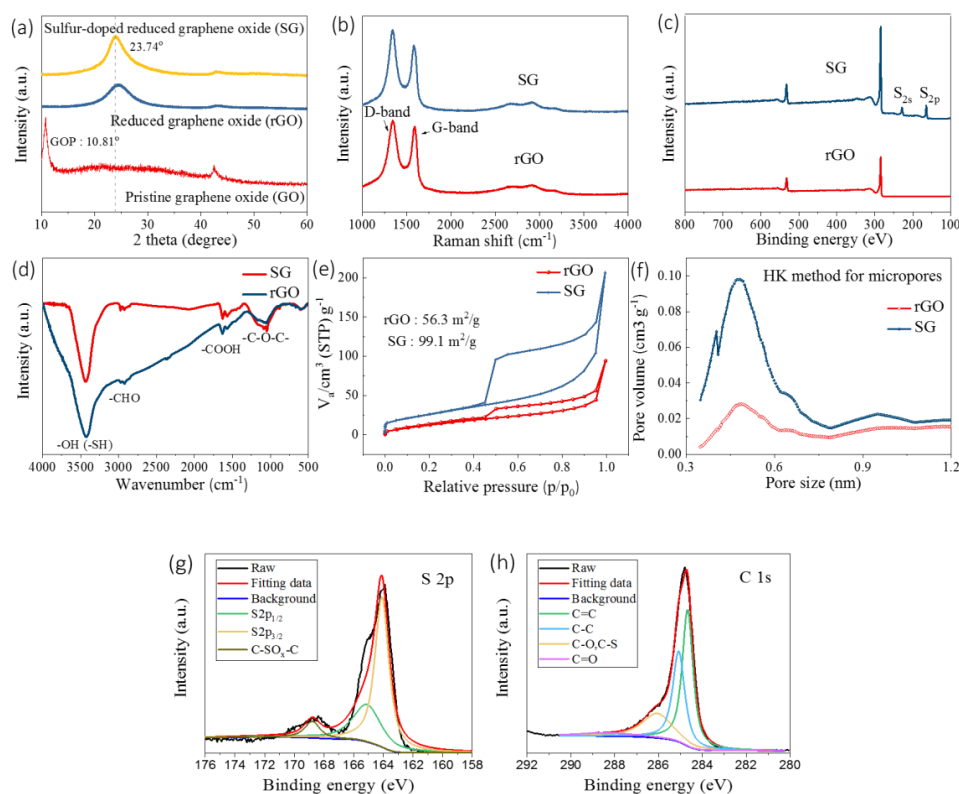 (a)
Sulfur-doped reduced graphene oxide (SG)
23.74°
Reduced graphene oxide (rGO)
GOP : 10.81°
Pristine graphene oxide (GO)
Intensity (a.u.)
10 20 30 40 50 60
2 theta (degree)
(b)
SG
D-band
G-band
rGO
Intensity (a.u.)
1000 1500 2000 2500 3000 3500 4000
Raman shift (cm-1)
(c)
SG
S2s
S2p
rGO
Intensity (a.u.)
800 700 600 500 400 300 200 100
Binding energy (eV)
(d)
SG
rGO
-C-O-C-
-COOH
-CHO
-OH (-SH)
Intensity (a.u.)
4000 3500 3000 2500 2000 1500 1000 500
Wavenumber (cm-1)
(e)
rGO
SG
rGO : 56.3 m2/g
SG : 99.1 m2/g
Va/cm3 (STP) g-1
200
150
100
50
0
0.0 0.2 0.4 0.6 0.8 1.0
Relative pressure (p/p0)
(f)
HK method for micropores
rGO
SG
Pore volume (cm3 g-1)
0.10
0.08
0.06
0.04
0.02
0.00
0.3 0.6 0.9 1.2
Pore size (nm)
(g)
S 2p
Raw
Fitting data
Background
S2p1/2
S2p3/2
C-SOx-C
Intensity (a.u.)
176 174 172 170 168 166 164 162 160 158
Binding energy (eV)
(h)
C 1s
Raw
Fitting data
Background
C=C
C-C
C-O,C-S
C=O
Intensity (a.u.)
292 290 288 286 284 282 280
Binding energy (eV)